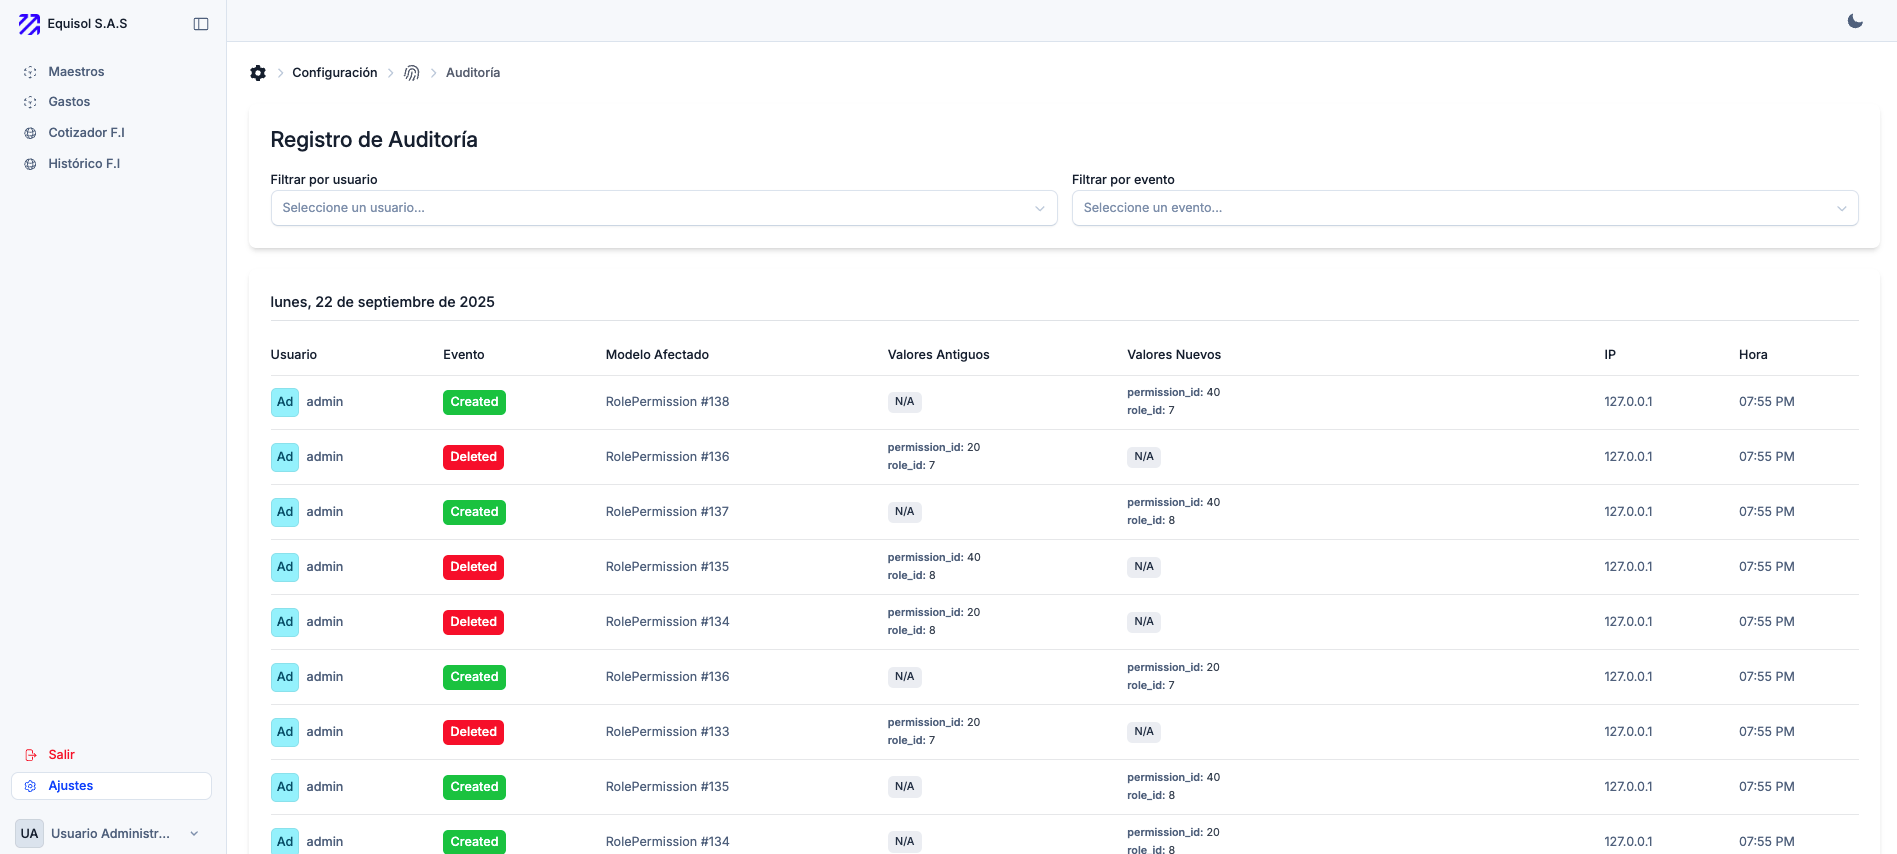 Equisol S.A.S
Maestros
Gastos
Cotizador F.I
Histórico F.I
Salir
Ajustes
UA Usuario Administr...
Configuración Auditoría
Registro de Auditoría
Filtrar por usuario
Seleccione un usuario...
Filtrar por evento
Seleccione un evento...
lunes, 22 de septiembre de 2025
Usuario Evento Modelo Afectado Valores Antiguos Valores Nuevos IP Hora
Ad admin Created RolePermission #138 N/A permission_id: 40 127.0.0.1 07:55 PM
role_id: 7
Ad admin Deleted RolePermission #136 permission_id: 20 N/A 127.0.0.1 07:55 PM
role_id: 7
Ad admin Created RolePermission #137 N/A permission_id: 40 127.0.0.1 07:55 PM
role_id: 8
Ad admin Deleted RolePermission #135 permission_id: 40 N/A 127.0.0.1 07:55 PM
role_id: 8
Ad admin Deleted RolePermission #134 permission_id: 20 N/A 127.0.0.1 07:55 PM
role_id: 8
Ad admin Created RolePermission #136 N/A permission_id: 20 127.0.0.1 07:55 PM
role_id: 7
Ad admin Deleted RolePermission #133 permission_id: 20 N/A 127.0.0.1 07:55 PM
role_id: 7
Ad admin Created RolePermission #135 N/A permission_id: 40 127.0.0.1 07:55 PM
role_id: 8
Ad admin Created RolePermission #134 N/A permission_id: 20 127.0.0.1 07:55 PM
role_id: 8